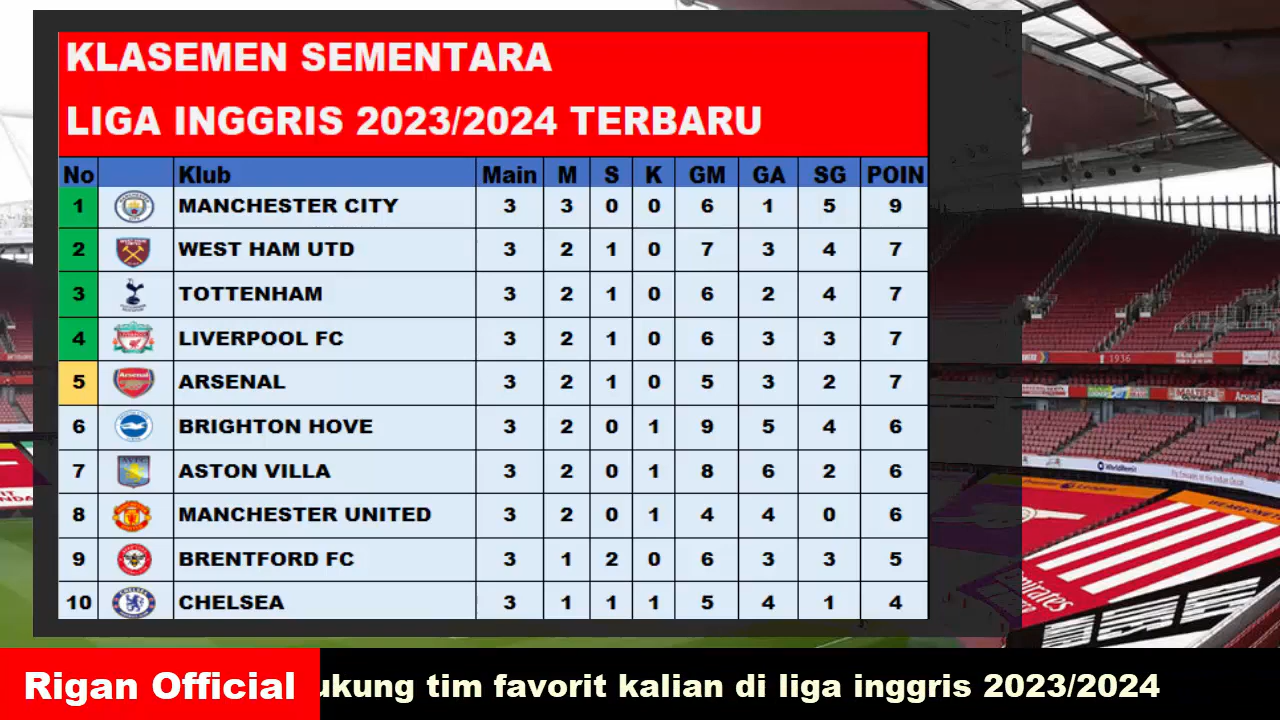 KLASEMEN SEMENTARA
LIGA INGGRIS 2023/2024 TERBARU
No Klub Main M S K GM GA SG POIN
1 MANCHESTER CITY 3 3 0 0 6 1 5 9
2 WEST HAM UTD 3 2 1 0 7 3 4 7
3 TOTTENHAM 3 2 1 0 6 2 4 7
4 LIVERPOOL FC 3 2 1 0 6 3 3 7
5 ARSENAL 3 2 1 0 5 3 2 7
6 BRIGHTON HOVE 3 2 0 1 9 5 4 6
7 ASTON VILLA 3 2 0 1 8 6 2 6
8 MANCHESTER UNITED 3 2 0 1 4 4 0 6
9 BRENTFORD FC 3 1 2 0 6 3 3 5
10 CHELSEA 3 1 1 1 5 4 1 4
1936
Arsenal
WorldRemit
Rigan Official
ukung tim favorit kalian di liga inggris 2023/2024